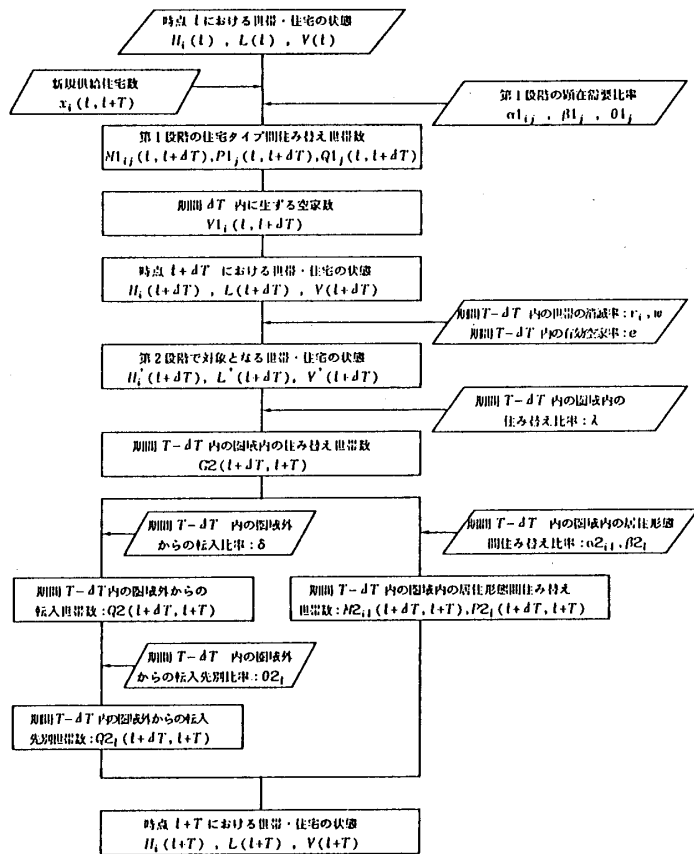 時点 t における世帯・住宅の状態
H_i(t) , L(t) , V(t)
新規供給住宅数
x_i(t, t+T)
第1段階の顕在需要比率
α1_ij , β1_j , θ1_j
第1段階の住宅タイプ間住み替え世帯数
M1_ij(t, t+dT), P1_j(t, t+dT), Q1_j(t, t+dT)
期間 dT 内に生ずる空家数
V1_i(t, t+dT)
時点 t+dT における世帯・住宅の状態
H_i(t+dT) , L(t+dT) , V(t+dT)
期間 T-dT 内の世帯の消滅率 : r_i , w
期間 T-dT 内の有効空家率 : e
第2段階で対象となる世帯・住宅の状態
H_i'(t+dT), L'(t+dT), V'(t+dT)
期間 T-dT 内の圏域内の
住み替え比率 : λ
期間 T-dT 内の圏域内の住み替え世帯数
G2(t+dT, t+T)
期間 T-dT 内の圏域外
からの転入比率 : δ
期間 T-dT 内の圏域内の居住形態
間住み替え比率 : α2_il , β2_l
期間 T-dT内の圏域外からの
転入世帯数 : Q2(t+dT, t+T)
期間 T-dT 内の圏域内の居住形態間住み替え
世帯数 : M2_il(t+dT, t+T), P2_l(t+dT, t+T)
期間 T-dT 内の圏域外
からの転入先別比率 : θ2_l
期間 T-dT 内の圏域外からの転入
先別世帯数 : Q2_l(t+dT, t+T)
時点 t+T における世帯・住宅の状態
H_i(t+T) , L(t+T) , V(t+T)